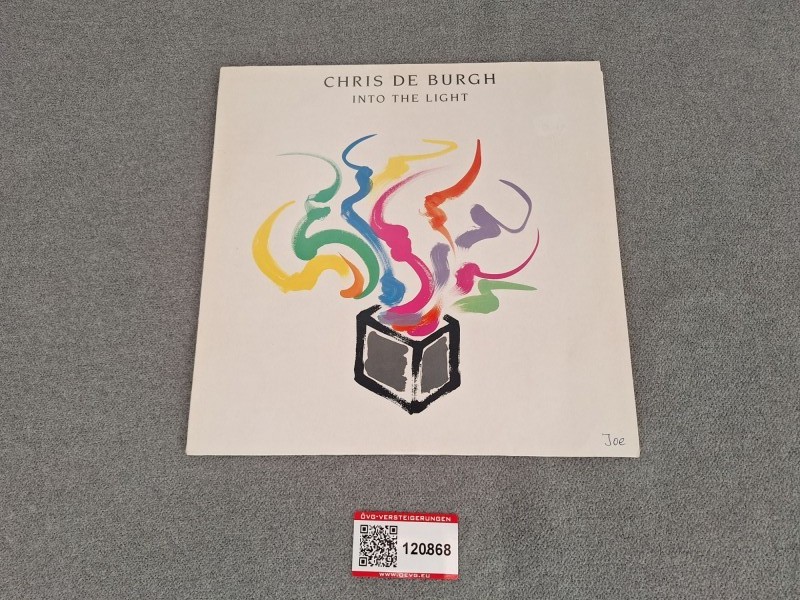 CHRIS DE BURGH
INTO THE LIGHT
Joe
ÖVG-VERSTEIGERUNGEN
120868
WWW.OEVG.EU